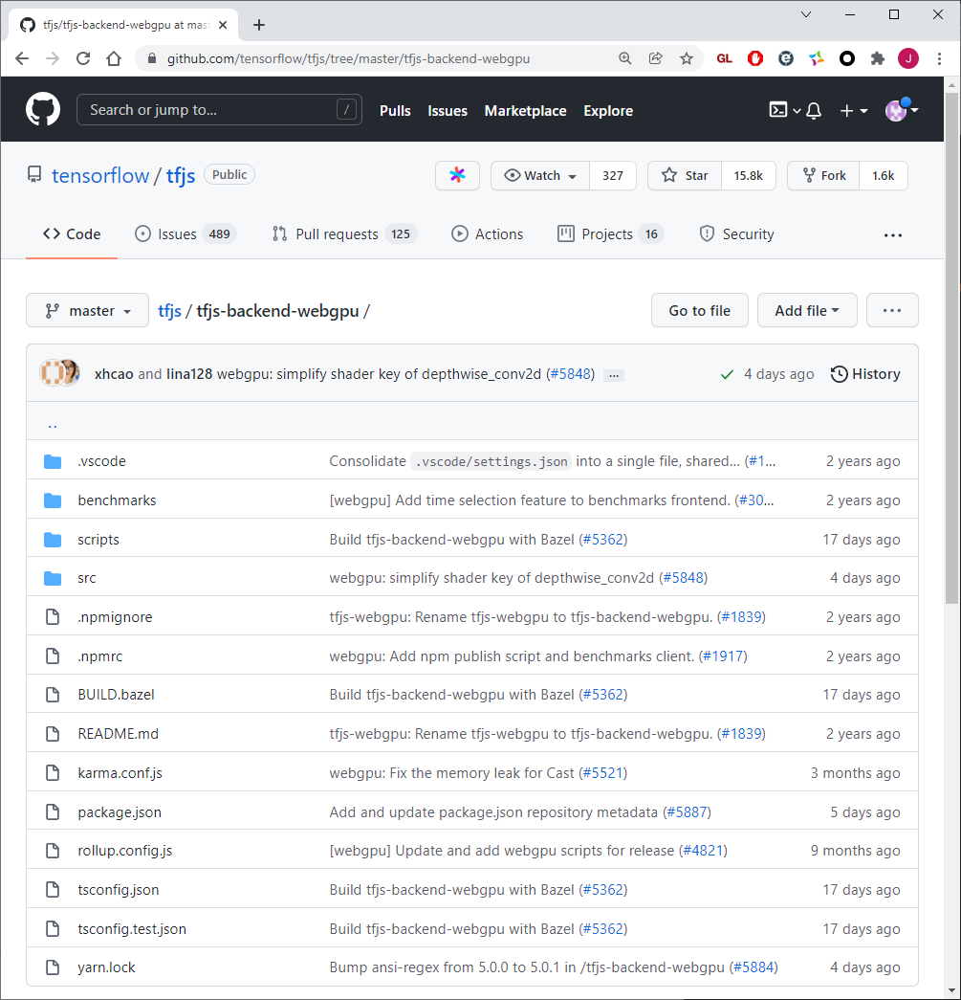 tfjs/tfjs-backend-webgpu at mas
github.com/tensorflow/tfjs/tree/master/tfjs-backend-webgpu
GL
J
Search or jump to...
/
Pulls
Issues
Marketplace
Explore
tensorflow / tfjs
Public
Watch
327
Star
15.8k
Fork
1.6k
Code
Issues 489
Pull requests 125
Actions
Projects 16
Security
master
tfjs / tfjs-backend-webgpu /
Go to file
Add file
xhcao and lina128 webgpu: simplify shader key of depthwise_conv2d (#5848) ...
4 days ago
History
..
.vscode Consolidate .vscode/settings.json into a single file, shared... (#1... 2 years ago
benchmarks [webgpu] Add time selection feature to benchmarks frontend. (#30... 2 years ago
scripts Build tfjs-backend-webgpu with Bazel (#5362) 17 days ago
src webgpu: simplify shader key of depthwise_conv2d (#5848) 4 days ago
.npmignore tfjs-webgpu: Rename tfjs-webgpu to tfjs-backend-webgpu. (#1839) 2 years ago
.npmrc webgpu: Add npm publish script and benchmarks client. (#1917) 2 years ago
BUILD.bazel Build tfjs-backend-webgpu with Bazel (#5362) 17 days ago
README.md tfjs-webgpu: Rename tfjs-webgpu to tfjs-backend-webgpu. (#1839) 2 years ago
karma.conf.js webgpu: Fix the memory leak for Cast (#5521) 3 months ago
package.json Add and update package.json repository metadata (#5887) 5 days ago
rollup.config.js [webgpu] Update and add webgpu scripts for release (#4821) 9 months ago
tsconfig.json Build tfjs-backend-webgpu with Bazel (#5362) 17 days ago
tsconfig.test.json Build tfjs-backend-webgpu with Bazel (#5362) 17 days ago
yarn.lock Bump ansi-regex from 5.0.0 to 5.0.1 in /tfjs-backend-webgpu (#5884) 4 days ago